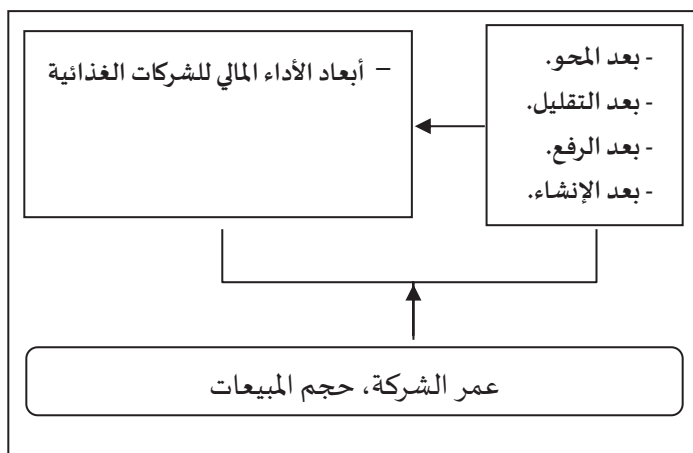 - بعد المحو.
- بعد التقليل.
- بعد الرفع.
- بعد الإنشاء.
– أبعاد الأداء المالي للشركات الغذائية
عمر الشركة، حجم المبيعات